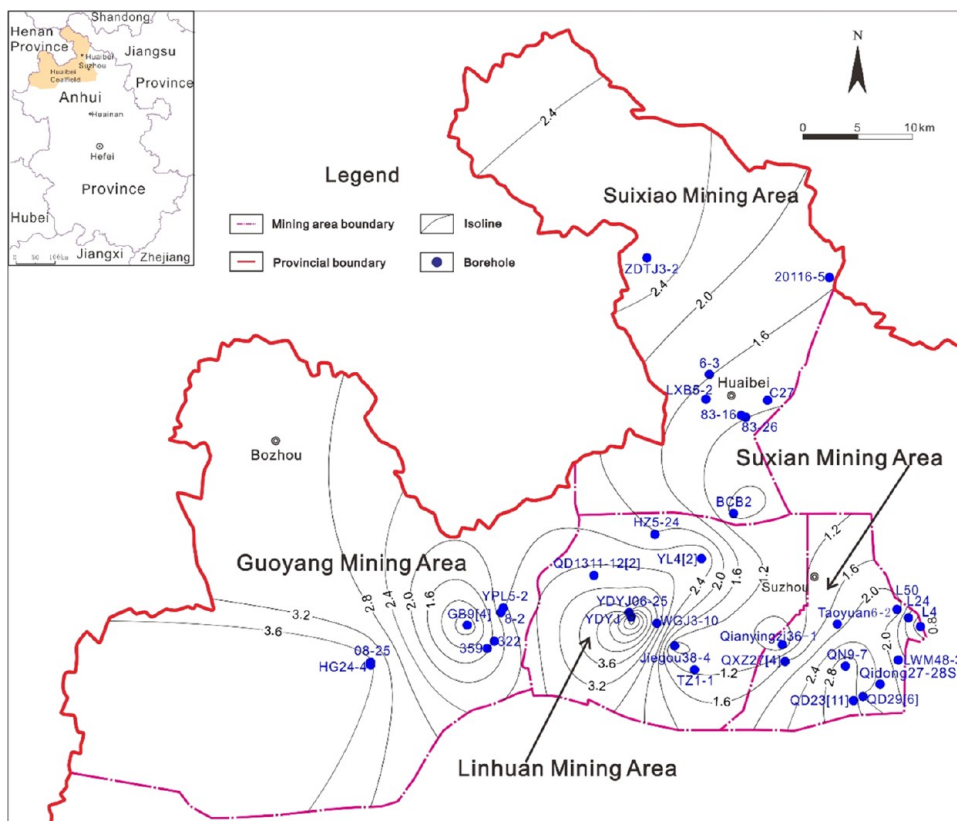 Shandong
Henan
Province
Jiangsu
Province
Huaibei
Suzhou
Huaibei
Coalfield
Anhui
Huainan
Hefei
Province
Hubei
Jiangxi
Zhejiang
0 50 100km
Legend
Mining area boundary
Isoline
Provincial boundary
Borehole
N
0 5 10km
2.4
Suixiao Mining Area
ZDTJ3-2
2.4
20116-5
2.0
1.6
6-3
Huaibei
LXB5-2
C27
83-16
83-26
Bozhou
Suxian Mining Area
BCB2
HZ5-24
1.2
Guoyang Mining Area
QD1311-12[2]
YL4[2]
2.4
2.0
1.6
1.2
Suzhou
1.6
2.0
L50
L24
L4
0.8
3.2
2.8
2.4
2.0
1.6
YPL5-2
8-2
GB9[4]
YDYJ06-25
YDYJ
WGJ3-10
Taoyuan6-2
3.6
322
359
Qianyingzi36-1
2.0
08-25
HG24-4
3.6
Jiegou38-4
QXZ27[4]
QN9-7
LWM48-
TZ1-1
1.2
2.4
2.8
Qidong27-28S
3.2
1.6
QD23[11]
QD29[6]
Linhuan Mining Area